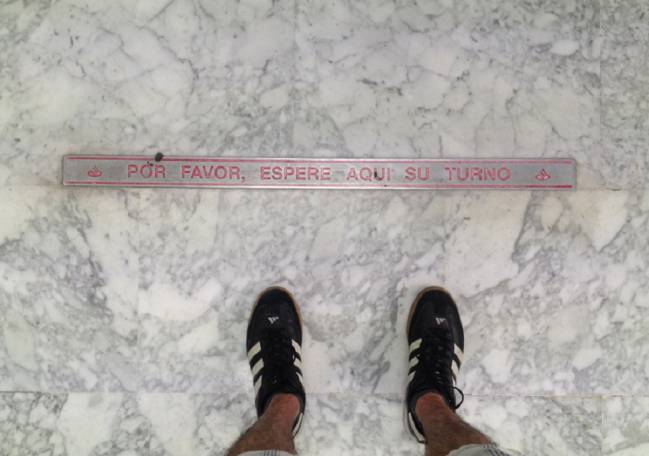 POR FAVOR, ESPERE AQUI SU TURNO